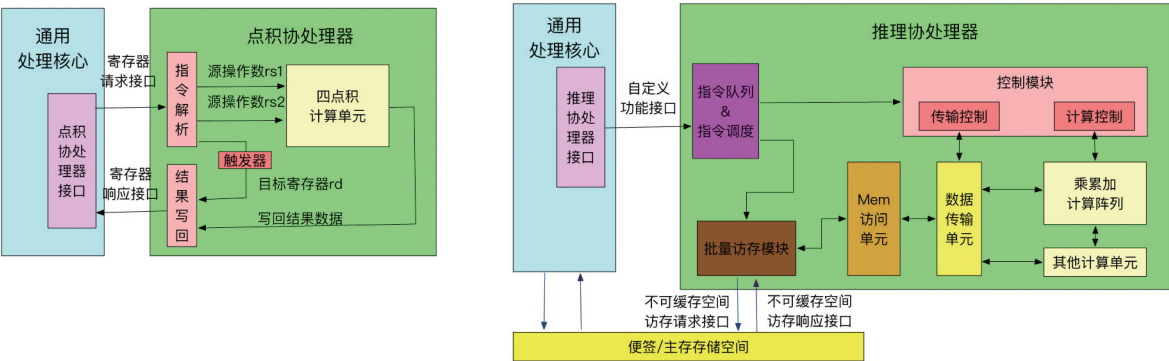 通用
处理核心
点积协处理器
寄存器
请求接口
指令解析
源操作数rs1
源操作数rs2
四点积
计算单元
点积协处理器接口
触发器
寄存器
响应接口
结果写回
目标寄存器rd
写回结果数据
通用
处理核心
推理协处理器
推理协处理器接口
自定义
功能接口
指令队列
&
指令调度
控制模块
传输控制
计算控制
批量访存模块
Mem
访问
单元
数据
传输
单元
乘累加
计算阵列
其他计算单元
不可缓存空间
访存请求接口
不可缓存空间
访存响应接口
便签/主存存储空间